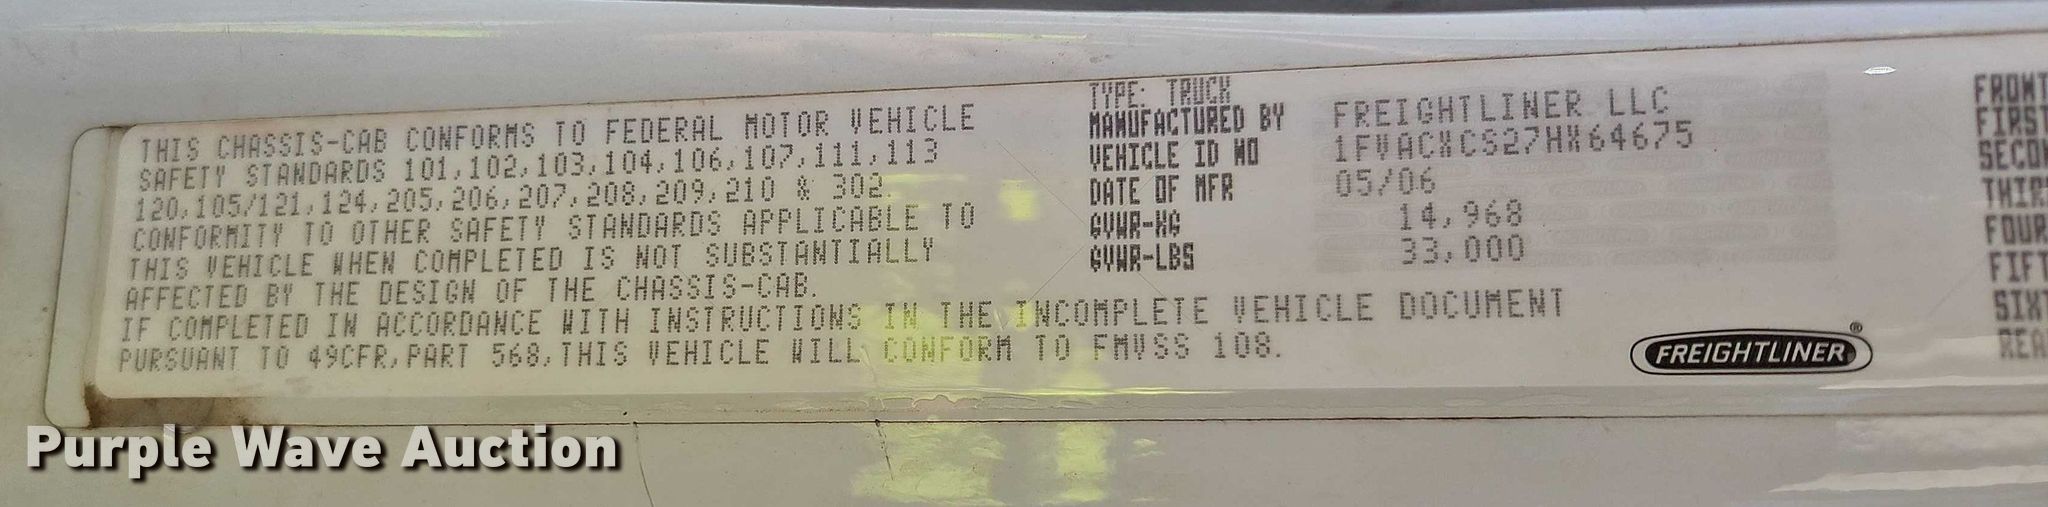 THIS CHASSIS-CAB CONFORMS TO FEDERAL MOTOR VEHICLE
SAFETY STANDARDS 101,102,103,104,106,107,111,113
120,105/121,124,205,206,207,208,209,210 & 302.
CONFORMITY TO OTHER SAFETY STANDARDS APPLICABLE TO
THIS VEHICLE WHEN COMPLETED IS NOT SUBSTANTIALLY
AFFECTED BY THE DESIGN OF THE CHASSIS-CAB.
IF COMPLETED IN ACCORDANCE WITH INSTRUCTIONS IN THE INCOMPLETE VEHICLE DOCUMENT
PURSUANT TO 49CFR,PART 568,THIS VEHICLE WILL CONFORM TO FMVSS 108.
TYPE: TRUCK
MANUFACTURED BY FREIGHTLINER LLC
VEHICLE ID NO 1FVACXCS27HX64675
DATE OF MFR 05/06
GVWR-KG 14,968
GVWR-LBS 33,000
FREIGHTLINER®
FRONT
FIRST
SECON
THIR
FOUR
FIFT
SIXT
REA
Purple Wave Auction